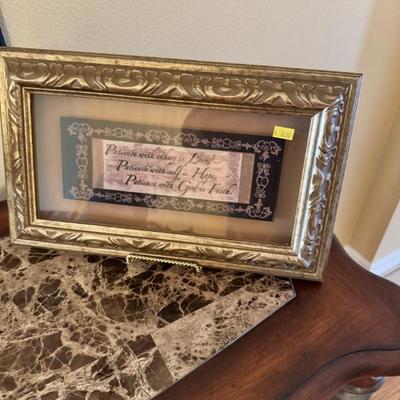 Patience with others is Love,
Patience with self is Hope,
Patience with God is Faith.